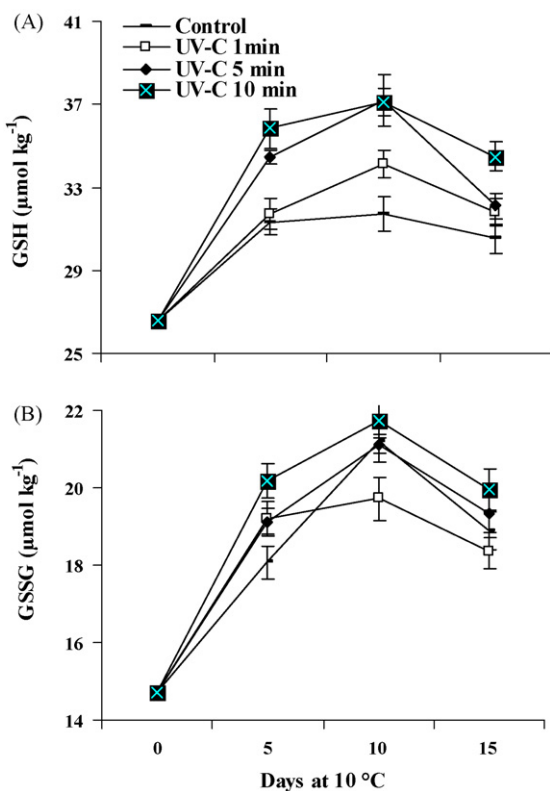 (A)
Control
UV-C 1min
UV-C 5 min
UV-C 10 min
41
37
33
29
25
GSH (µmol kg⁻¹)
(B)
22
20
18
16
14
GSSG (µmol kg⁻¹)
0 5 10 15
Days at 10 °C